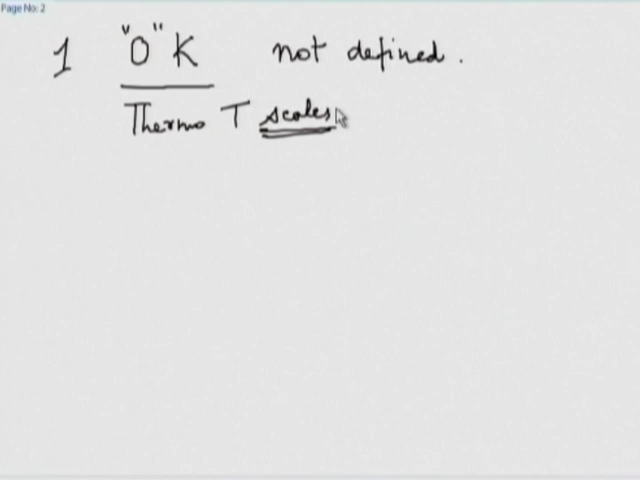 Page No: 2
1 "0" K not defined.
Thermo T scales